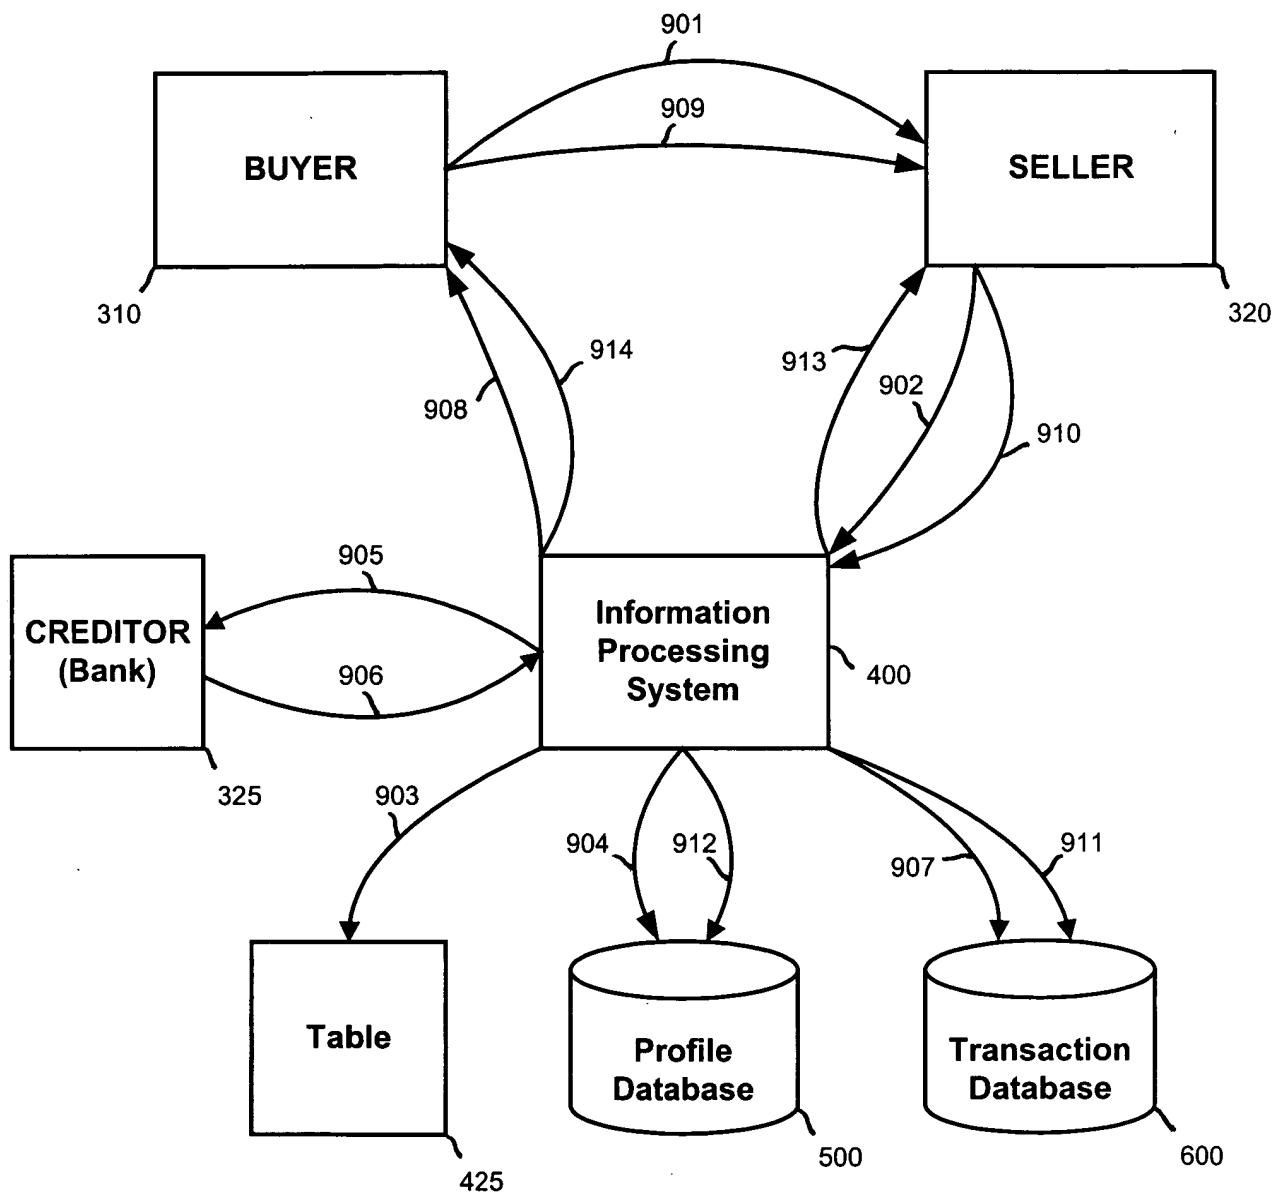 901
909
BUYER
SELLER
310
320
914
913
902
908
910
905
CREDITOR
(Bank)
906
Information
Processing
System
400
325
903
904
912
907
911
Table
Profile
Database
Transaction
Database
425
500
600